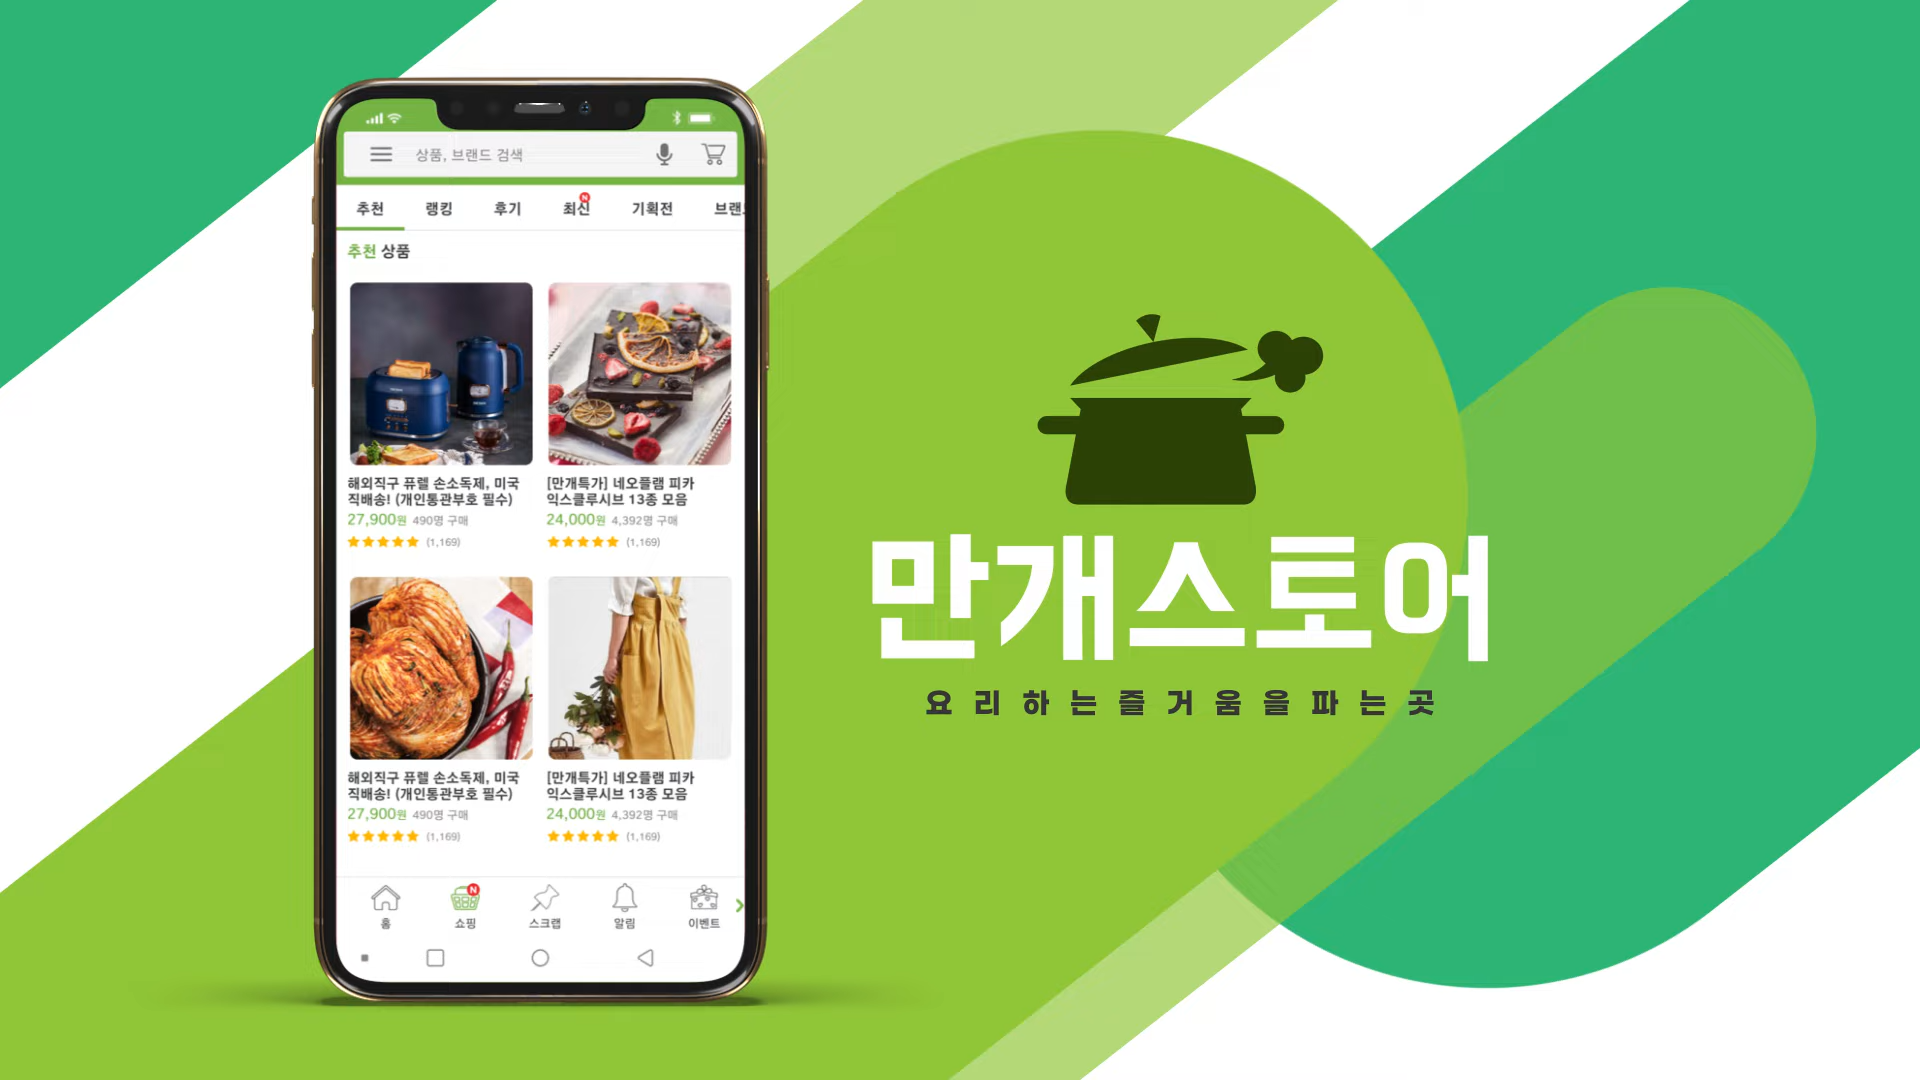 상품, 브랜드 검색
추천 랭킹 후기 최신 N 기획전 브랜드
추천 상품
해외직구 퓨렐 손소독제, 미국
직배송! (개인통관부호 필수)
27,900원 490명 구매
(1,169)
[만개특가] 네오플램 피카
익스클루시브 13종 모음
24,000원 4,392명 구매
(1,169)
해외직구 퓨렐 손소독제, 미국
직배송! (개인통관부호 필수)
27,900원 490명 구매
(1,169)
[만개특가] 네오플램 피카
익스클루시브 13종 모음
24,000원 4,392명 구매
(1,169)
N
홈 쇼핑 스크랩 알림 이벤트
만개스토어
요리하는즐거움을파는곳